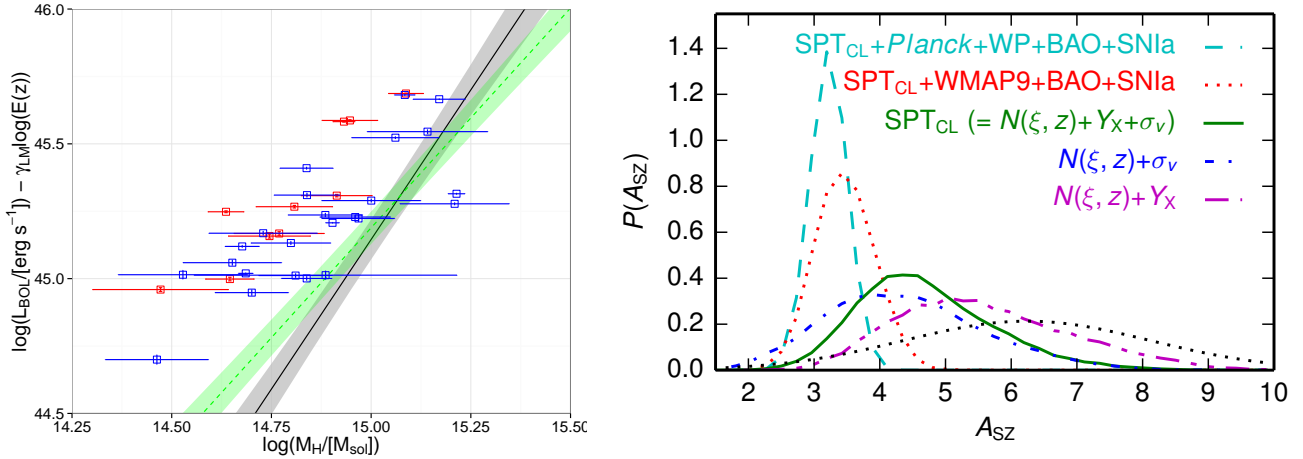 46.0
45.5
45.0
44.5
14.25
14.50
14.75
15.00
15.25
15.50
log(L_BOL/[erg s⁻¹]) − γ_LM log(E(z))
log(M_H/[M_sol])
SPT_CL+Planck+WP+BAO+SNIa
SPT_CL+WMAP9+BAO+SNIa
SPT_CL (= N(ξ, z)+Y_X+σ_v)
N(ξ, z)+σ_v
N(ξ, z)+Y_X
1.4
1.2
1.0
0.8
0.6
0.4
0.2
0.0
P(A_SZ)
2 3 4 5 6 7 8 9 10
A_SZ